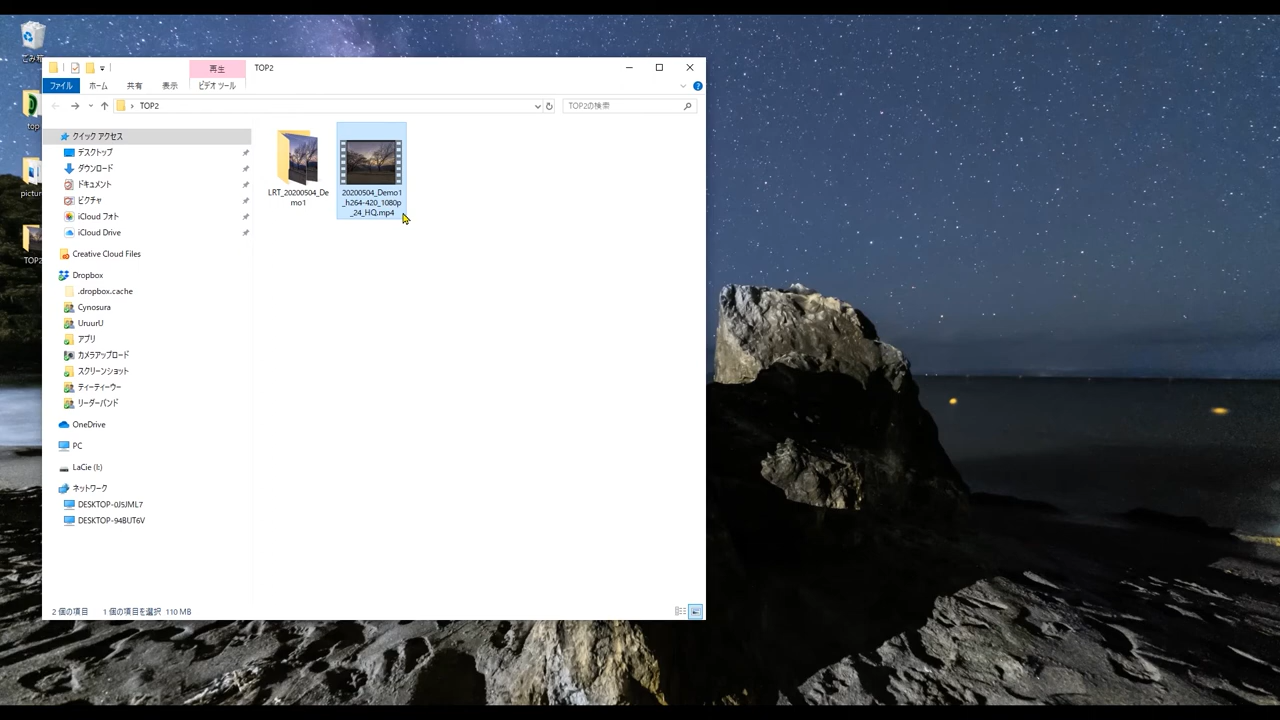 ごみ箱
再生
TOP2
ファイル
ホーム
共有
表示
ビデオ ツール
TOP2
TOP2の検索
top
pictur
TOP2
クイック アクセス
デスクトップ
ダウンロード
ドキュメント
ピクチャ
iCloud フォト
iCloud Drive
Creative Cloud Files
Dropbox
.dropbox.cache
Cynosura
UruurU
アプリ
カメラアップロード
スクリーンショット
ティーティーウー
リーダーバンド
OneDrive
PC
LaCie (I:)
ネットワーク
DESKTOP-0J5JML7
DESKTOP-94BUT6V
LRT_20200504_De
mo1
20200504_Demo1
_h264-420_1080p
_24_HQ.mp4
2 個の項目
1 個の項目を選択 110 MB